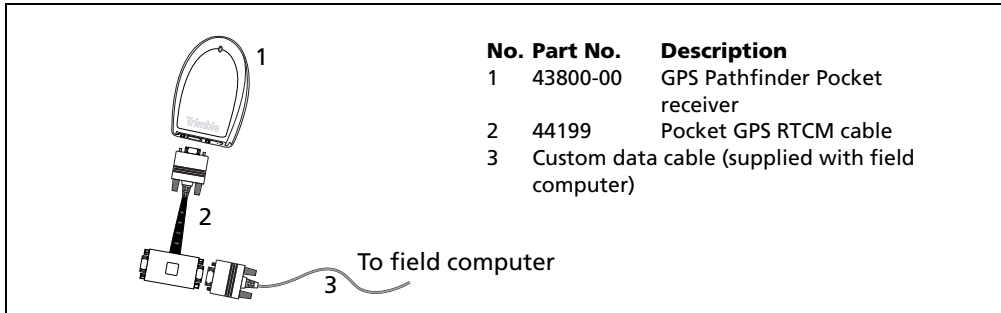 No. Part No. Description
1 43800-00 GPS Pathfinder Pocket
receiver
2 44199 Pocket GPS RTCM cable
3 Custom data cable (supplied with field
computer)
1
Trimble
2
To field computer
3